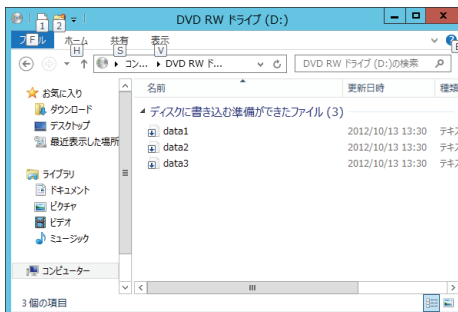 1 2 DVD RW ドライブ (D:)
ファイル ホーム 共有 表示
F H S V E
コン... DVD RW ド... DVD RW ドライブ (D:)の検索
名前 更新日時 種類
お気に入り
ダウンロード
デスクトップ
最近表示した場所
ディスクに書き込む準備ができたファイル (3)
data1 2012/10/13 13:30 テキス
data2 2012/10/13 13:30 テキス
data3 2012/10/13 13:30 テキス
ライブラリ
ドキュメント
ピクチャ
ビデオ
ミュージック
コンピューター
3 個の項目